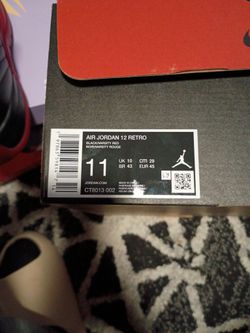 AIR JORDAN 12 RETRO
BLACK/VARSITY RED
NOIR/VARSITY ROUGE
11
UK 10
CM 29
BR 43
EUR 45
JORDAN.COM
CT8013 002